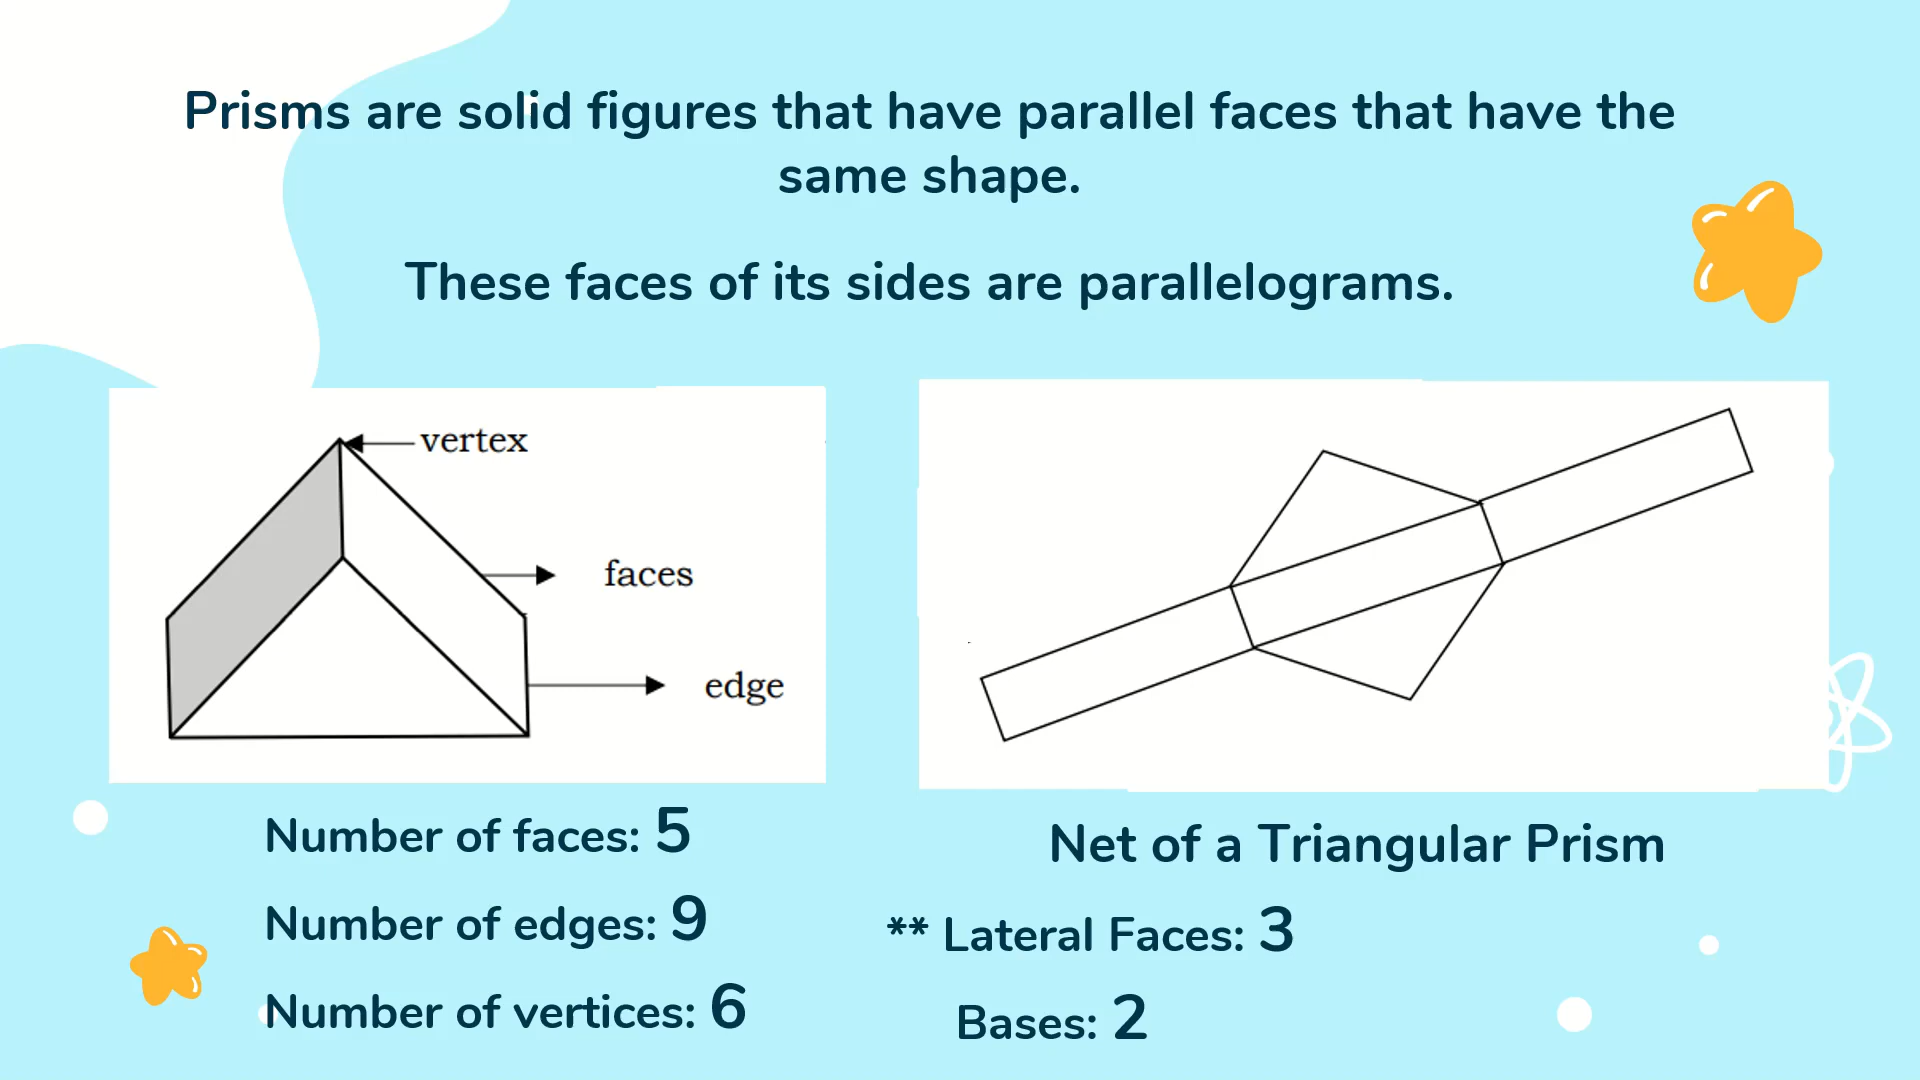 Prisms are solid figures that have parallel faces that have the
same shape.
These faces of its sides are parallelograms.
vertex
faces
edge
Number of faces: 5
Number of edges: 9
Number of vertices: 6
Net of a Triangular Prism
** Lateral Faces: 3
Bases: 2